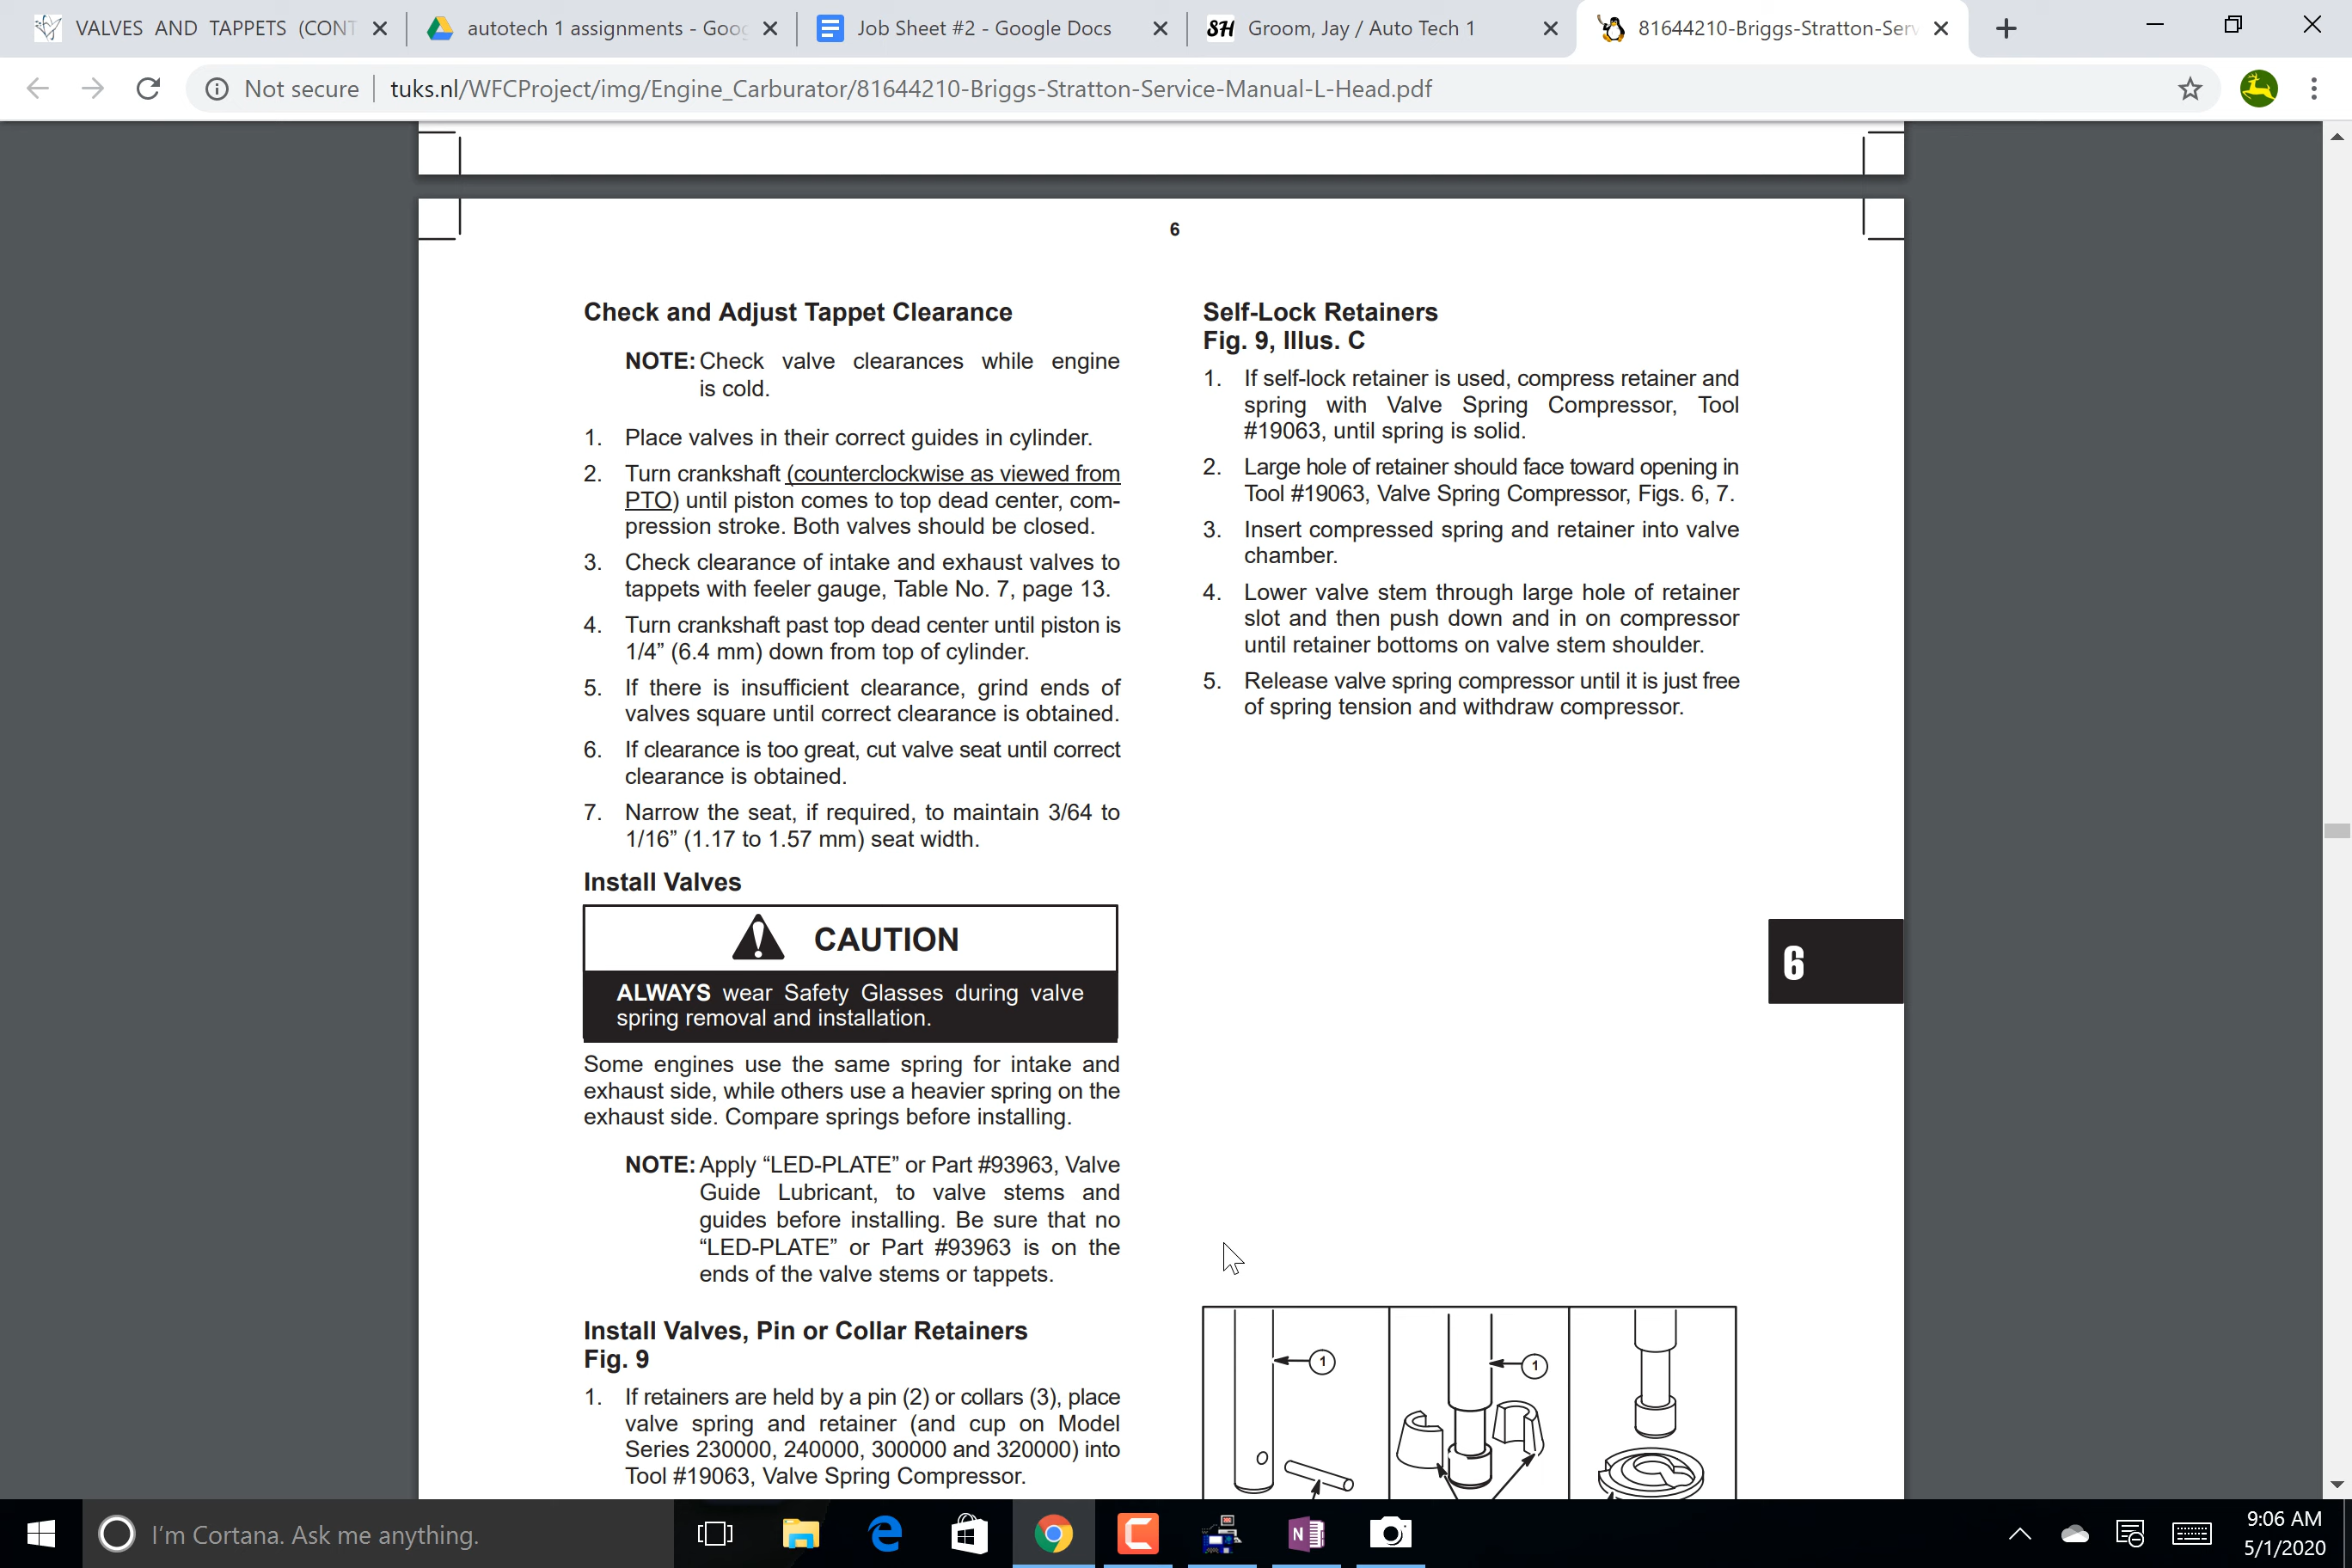 VALVES AND TAPPETS (CONT
autotech 1 assignments - Goog
Job Sheet #2 - Google Docs
SH Groom, Jay / Auto Tech 1
81644210-Briggs-Stratton-Serv
Not secure
tuks.nl/WFCProject/img/Engine_Carburator/81644210-Briggs-Stratton-Service-Manual-L-Head.pdf
6
Check and Adjust Tappet Clearance
NOTE: Check valve clearances while engine
is cold.
1. Place valves in their correct guides in cylinder.
2. Turn crankshaft (counterclockwise as viewed from
PTO) until piston comes to top dead center, com-
pression stroke. Both valves should be closed.
3. Check clearance of intake and exhaust valves to
tappets with feeler gauge, Table No. 7, page 13.
4. Turn crankshaft past top dead center until piston is
1/4” (6.4 mm) down from top of cylinder.
5. If there is insufficient clearance, grind ends of
valves square until correct clearance is obtained.
6. If clearance is too great, cut valve seat until correct
clearance is obtained.
7. Narrow the seat, if required, to maintain 3/64 to
1/16” (1.17 to 1.57 mm) seat width.
Install Valves
CAUTION
ALWAYS wear Safety Glasses during valve
spring removal and installation.
Some engines use the same spring for intake and
exhaust side, while others use a heavier spring on the
exhaust side. Compare springs before installing.
NOTE: Apply “LED-PLATE” or Part #93963, Valve
Guide Lubricant, to valve stems and
guides before installing. Be sure that no
“LED-PLATE” or Part #93963 is on the
ends of the valve stems or tappets.
Install Valves, Pin or Collar Retainers
Fig. 9
1. If retainers are held by a pin (2) or collars (3), place
valve spring and retainer (and cup on Model
Series 230000, 240000, 300000 and 320000) into
Tool #19063, Valve Spring Compressor.
Self-Lock Retainers
Fig. 9, Illus. C
1. If self-lock retainer is used, compress retainer and
spring with Valve Spring Compressor, Tool
#19063, until spring is solid.
2. Large hole of retainer should face toward opening in
Tool #19063, Valve Spring Compressor, Figs. 6, 7.
3. Insert compressed spring and retainer into valve
chamber.
4. Lower valve stem through large hole of retainer
slot and then push down and in on compressor
until retainer bottoms on valve stem shoulder.
5. Release valve spring compressor until it is just free
of spring tension and withdraw compressor.
6
1
1
I'm Cortana. Ask me anything.
N
9:06 AM
5/1/2020